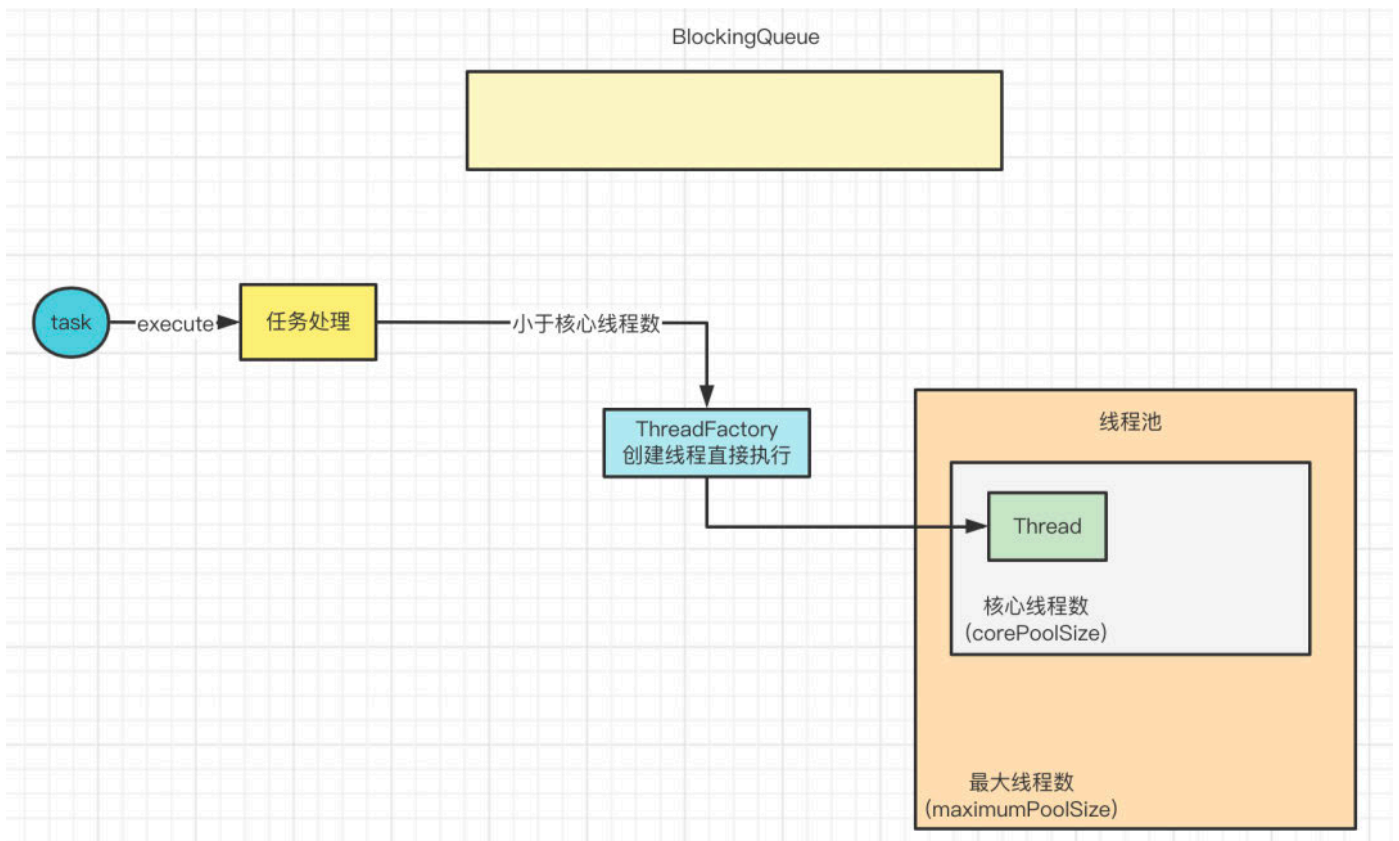 BlockingQueue
task
execute
任务处理
小于核心线程数
ThreadFactory
创建线程直接执行
线程池
Thread
核心线程数
(corePoolSize)
最大线程数
(maximumPoolSize)